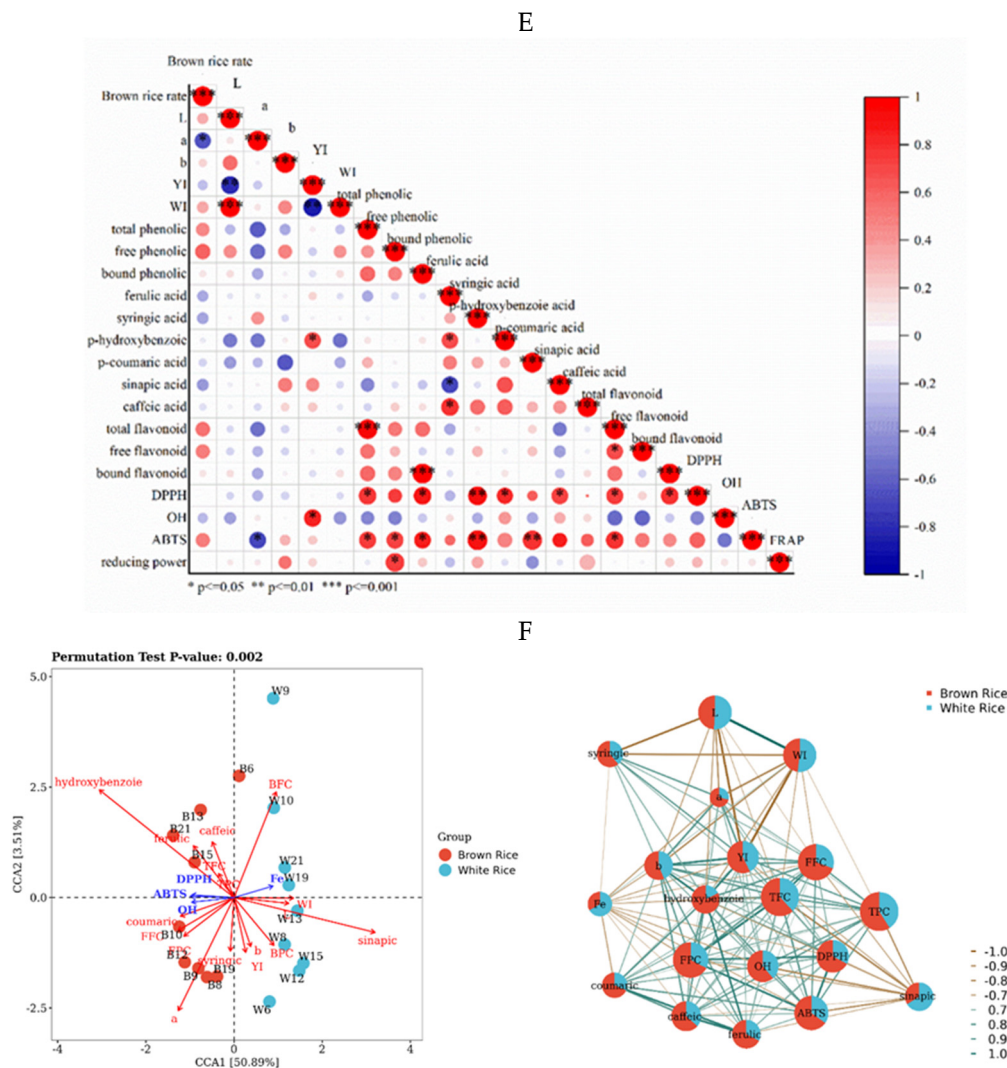 E
Brown rice rate
L
a
b
YI
WI
total phenolic
free phenolic
bound phenolic
ferulic acid
syringic acid
p-hydroxybenzoie acid
p-coumaric acid
sinapic acid
caffeic acid
total flavonoid
free flavonoid
bound flavonoid
DPPH
OH
ABTS
FRAP
Brown rice rate
L
a
b
YI
WI
total phenolic
free phenolic
bound phenolic
ferulic acid
syringic acid
p-hydroxybenzoie
p-coumaric acid
sinapic acid
caffeic acid
total flavonoid
free flavonoid
bound flavonoid
DPPH
OH
ABTS
reducing power
* p<=0.05 ** p<=0.01 *** p<=0.001
1
0.8
0.6
0.4
0.2
0
-0.2
-0.4
-0.6
-0.8
-1
F
Permutation Test P-value: 0.002
5.0
2.5
0.0
-2.5
-4
-2
0
2
4
CCA2 [3.51%]
CCA1 [50.89%]
W9
B6
hydroxybenzoie
BFC
W10
B13
B21
caffeic
ferulic
B15
TFC
TPC
W21
DPPH
Fe
W19
ABTS
OH
WI
W13
coumaric
FFC
B10
sinapic
W8
FPC
B12
syringic
b
BPC
W15
YI
B9
B19
B8
W12
a
W6
Group
Brown Rice
White Rice
Brown Rice
White Rice
L
syringic
WI
a
YI
b
FFC
hydroxybenzoie
TFC
Fe
TPC
FPC
OH
DPPH
coumaric
sinapic
caffeic
ABTS
ferulic
-1.0
-0.9
-0.8
-0.7
0.7
0.8
0.9
1.0